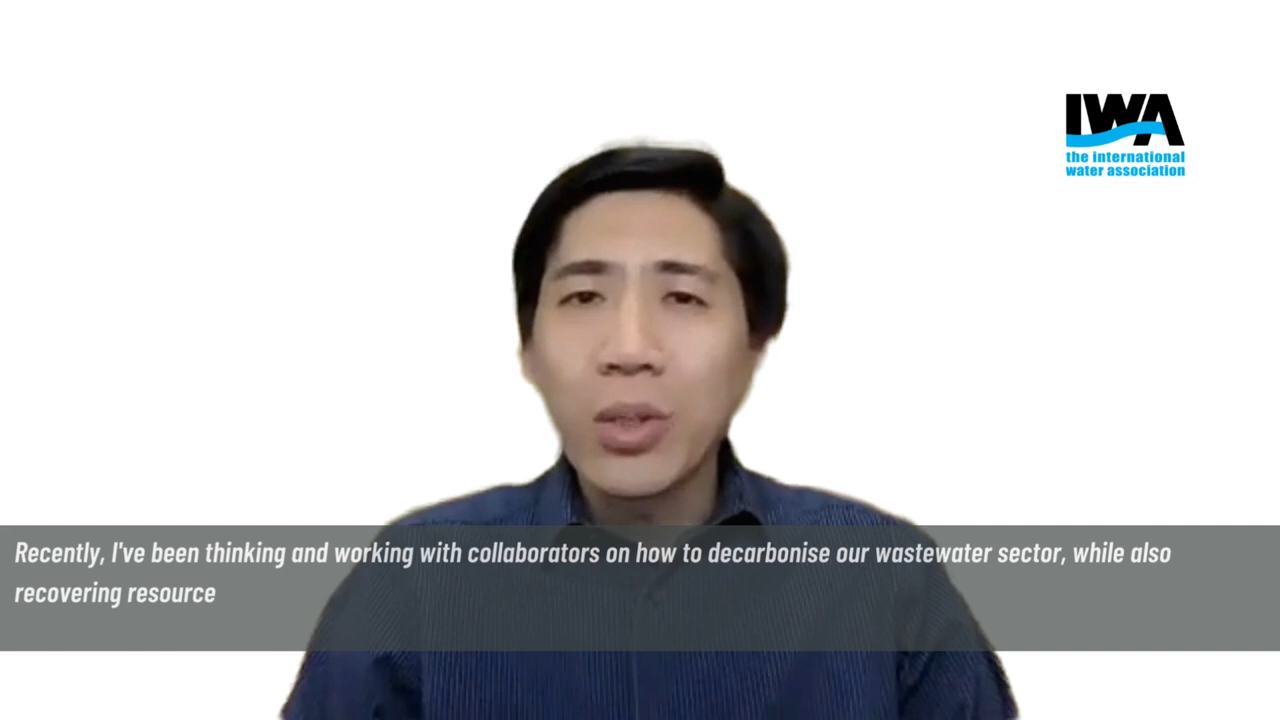 IWA
the international
water association
Recently, I've been thinking and working with collaborators on how to decarbonise our wastewater sector, while also
recovering resource